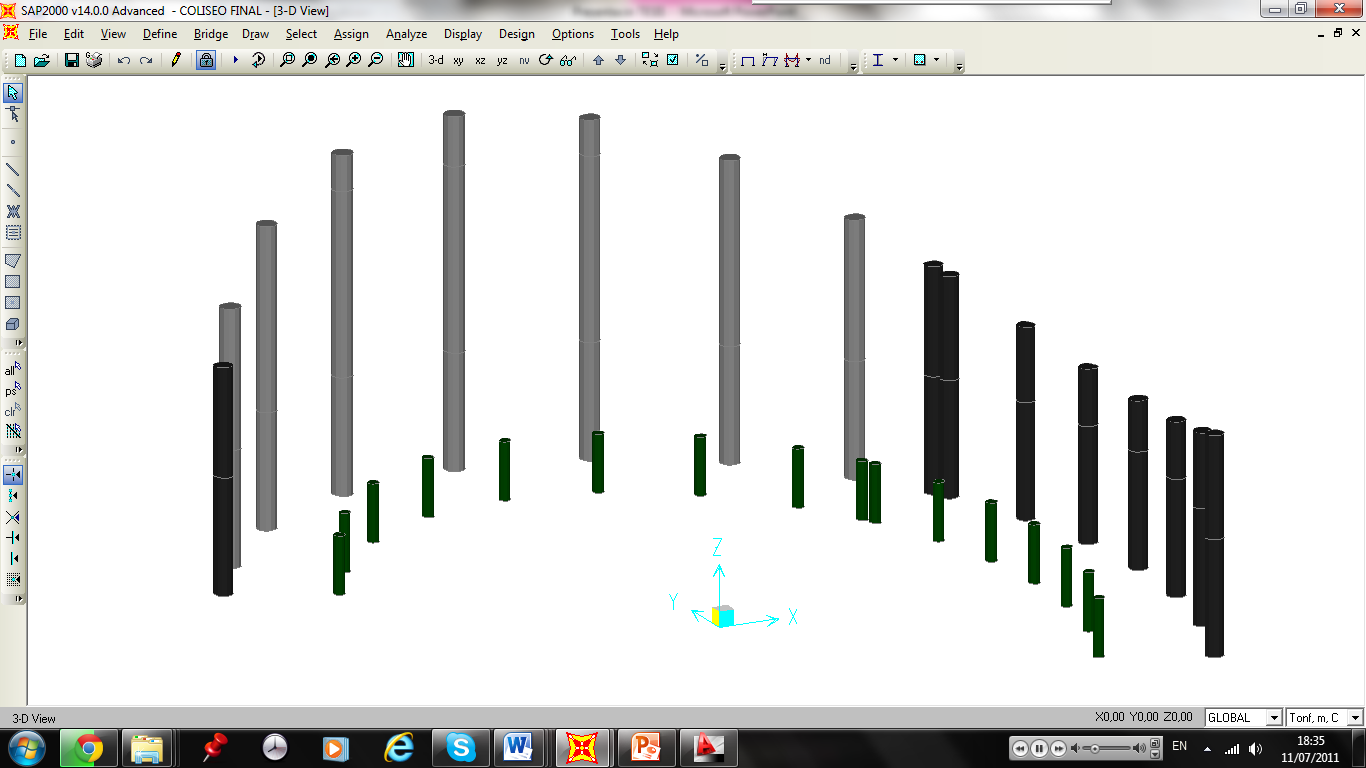 SAP2000 v14.0.0 Advanced - COLISEO FINAL - [3-D View]
File Edit View Define Bridge Draw Select Assign Analyze Display Design Options Tools Help
3-d xy xz yz nv nd
all
ps
clr
Z
Y
X
3-D View
X0,00 Y0,00 Z0,00
GLOBAL
Tonf, m, C
EN
18:35
11/07/2011